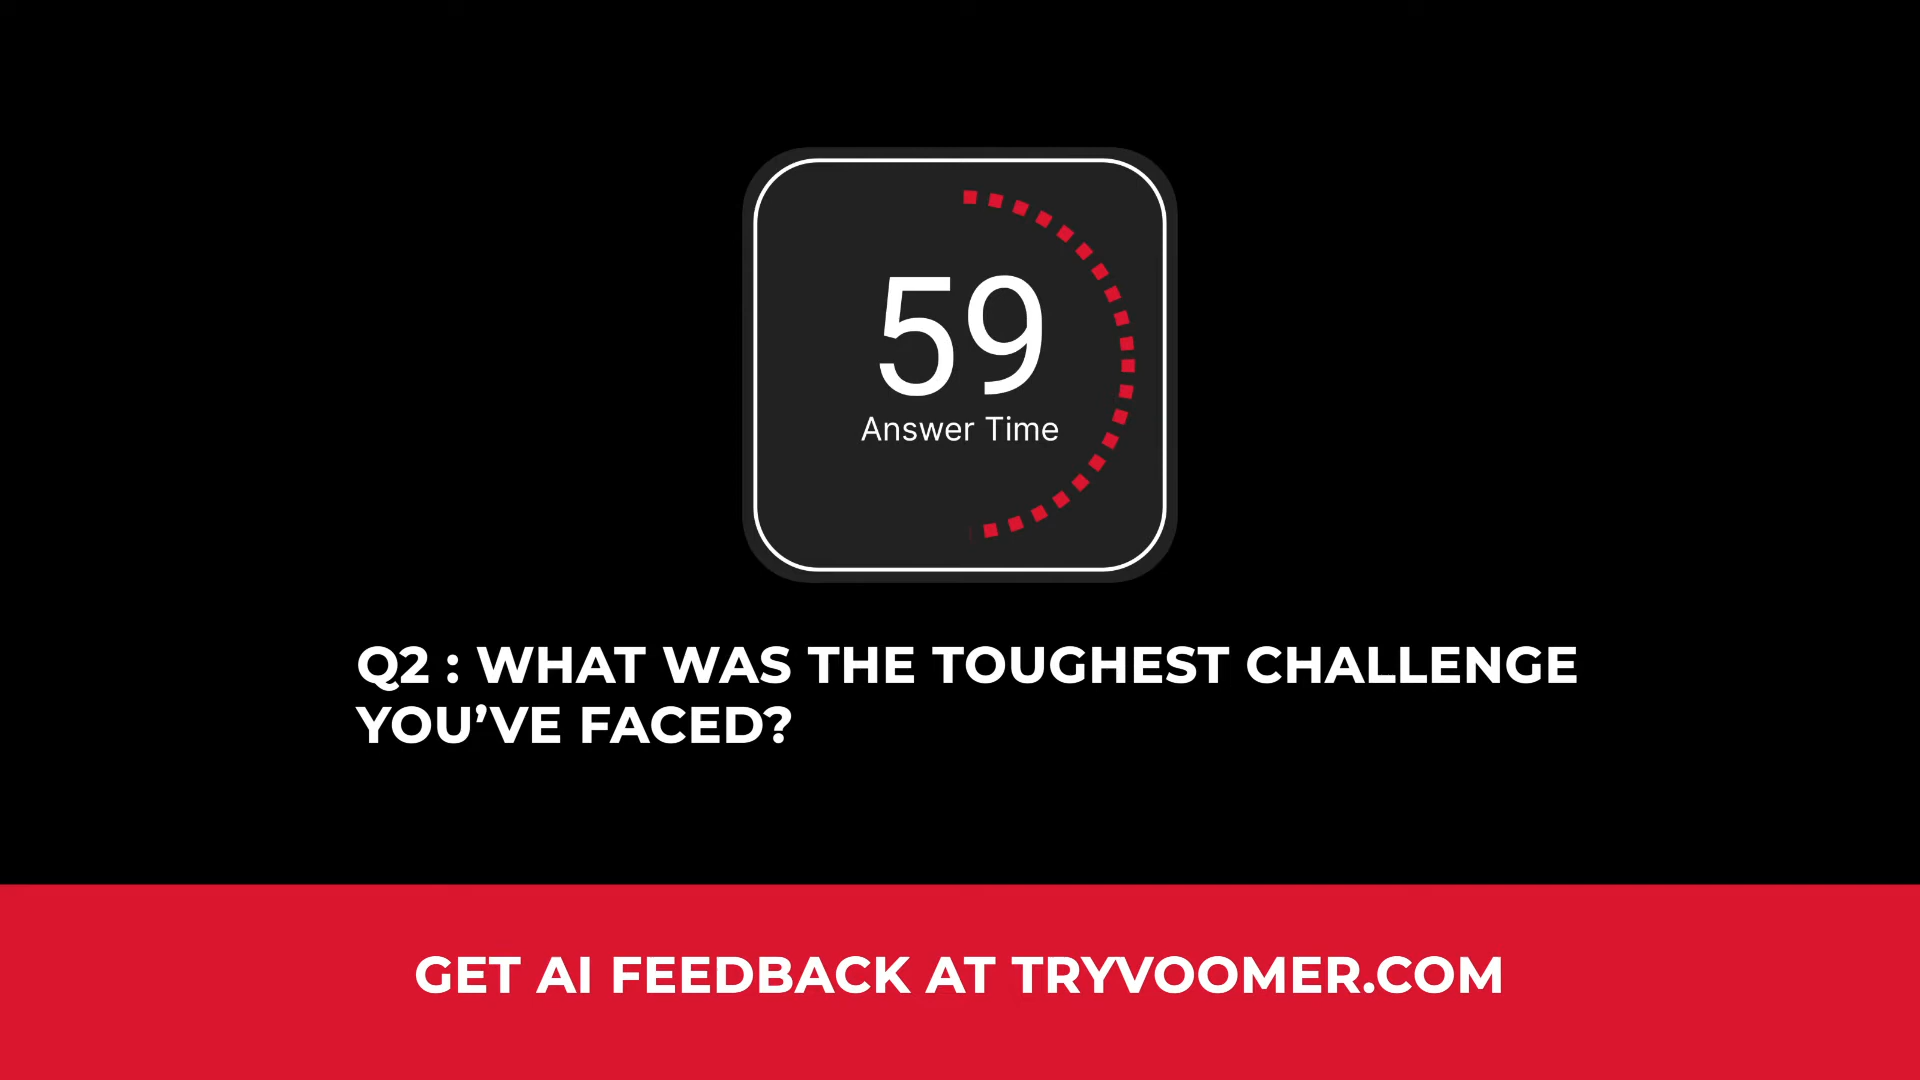 59
Answer Time
Q2 : WHAT WAS THE TOUGHEST CHALLENGE
YOU’VE FACED?
GET AI FEEDBACK AT TRYVOOMER.COM